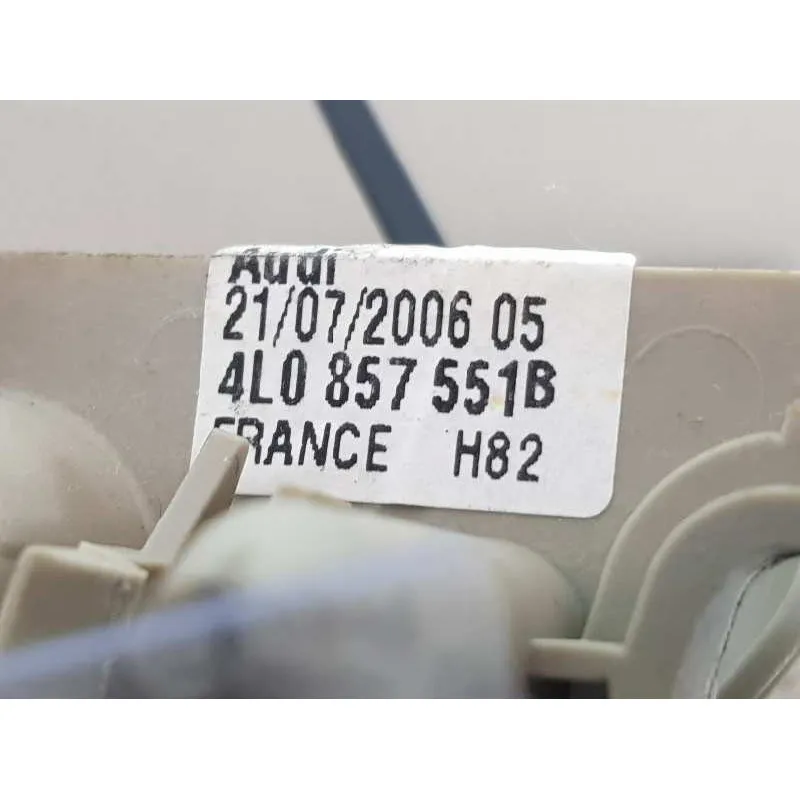 Audi
21/07/2006 05
4L0 857 551B
FRANCE H82